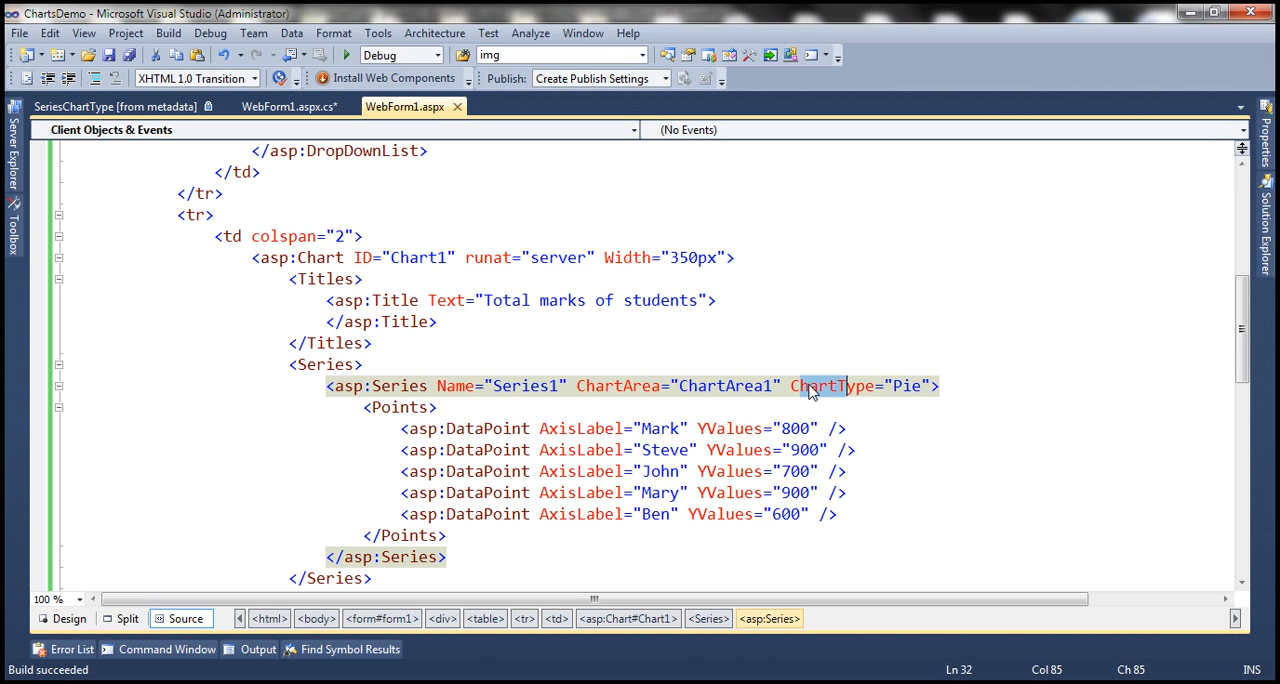 ChartsDemo - Microsoft Visual Studio (Administrator)
File Edit View Project Build Debug Team Data Format Tools Architecture Test Analyze Window Help
Debug img
XHTML 1.0 Transition Install Web Components Publish: Create Publish Settings
SeriesChartType [from metadata] WebForm1.aspx.cs* WebForm1.aspx
Client Objects & Events (No Events)
Server Explorer
Toolbox
Properties
Solution Explorer
</asp:DropDownList>
</td>
</tr>
<tr>
<td colspan="2">
<asp:Chart ID="Chart1" runat="server" Width="350px">
<Titles>
<asp:Title Text="Total marks of students">
</asp:Title>
</Titles>
<Series>
<asp:Series Name="Series1" ChartArea="ChartArea1" ChartType="Pie">
<Points>
<asp:DataPoint AxisLabel="Mark" YValues="800" />
<asp:DataPoint AxisLabel="Steve" YValues="900" />
<asp:DataPoint AxisLabel="John" YValues="700" />
<asp:DataPoint AxisLabel="Mary" YValues="900" />
<asp:DataPoint AxisLabel="Ben" YValues="600" />
</Points>
</asp:Series>
</Series>
100 %
Design Split Source <html> <body> <form#form1> <div> <table> <tr> <td> <asp:Chart#Chart1> <Series> <asp:Series>
Error List Command Window Output Find Symbol Results
Build succeeded Ln 32 Col 85 Ch 85 INS